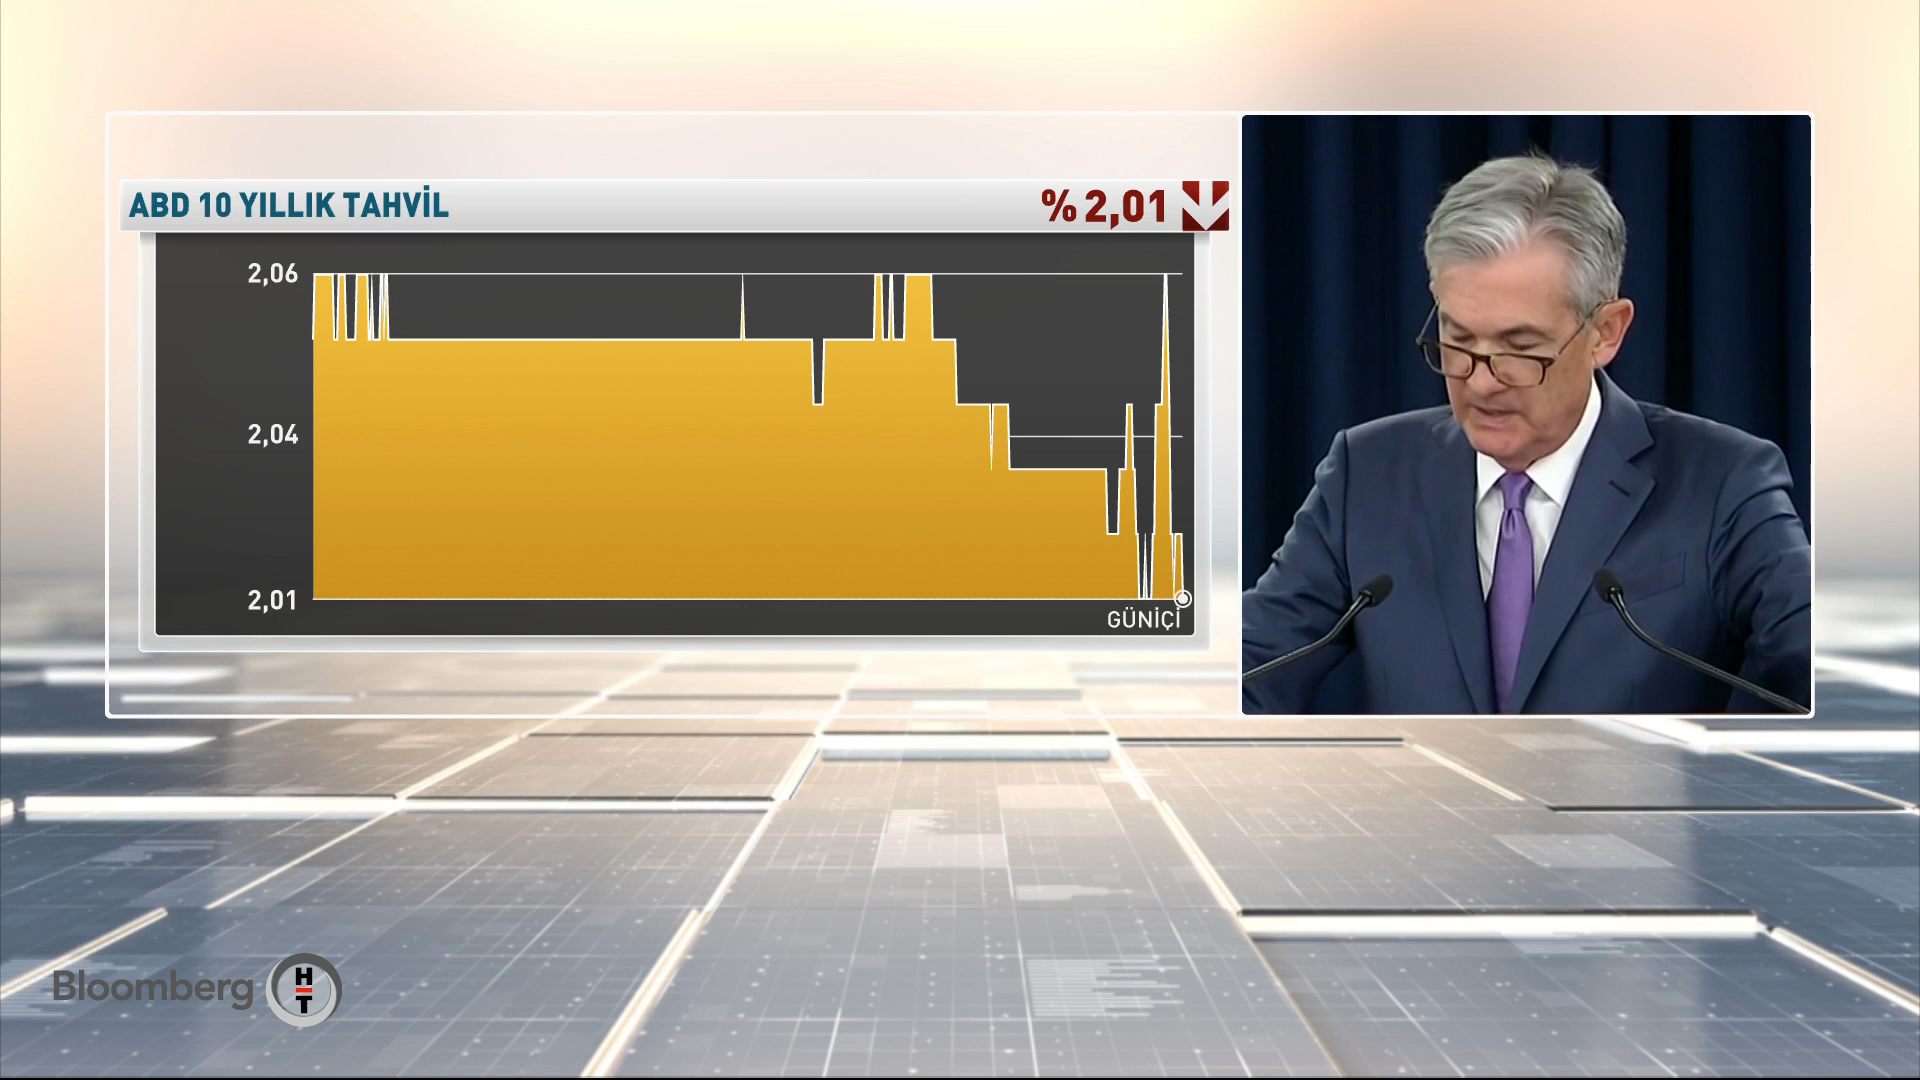 ABD 10 YILLIK TAHVİL
% 2,01
2,06
2,04
2,01
GÜNİÇİ
Bloomberg HT